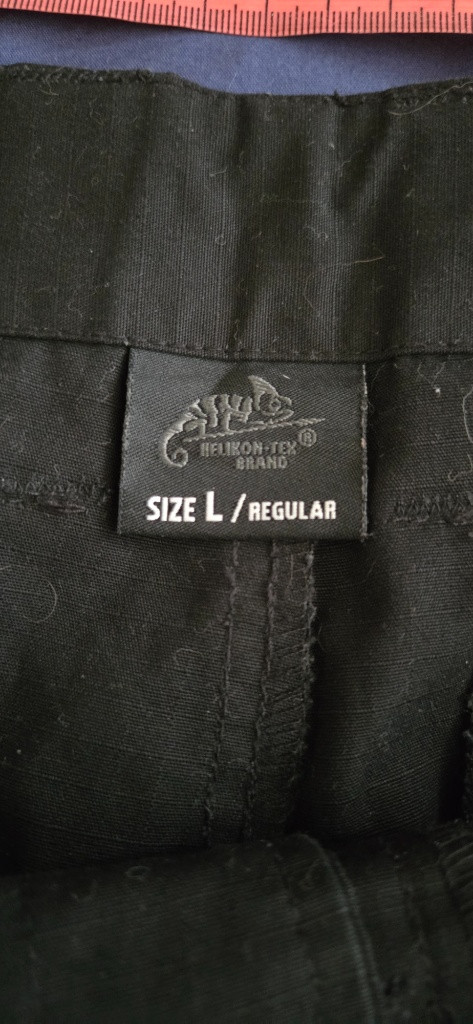 HELIKON-TEX®
BRAND
SIZE L / REGULAR